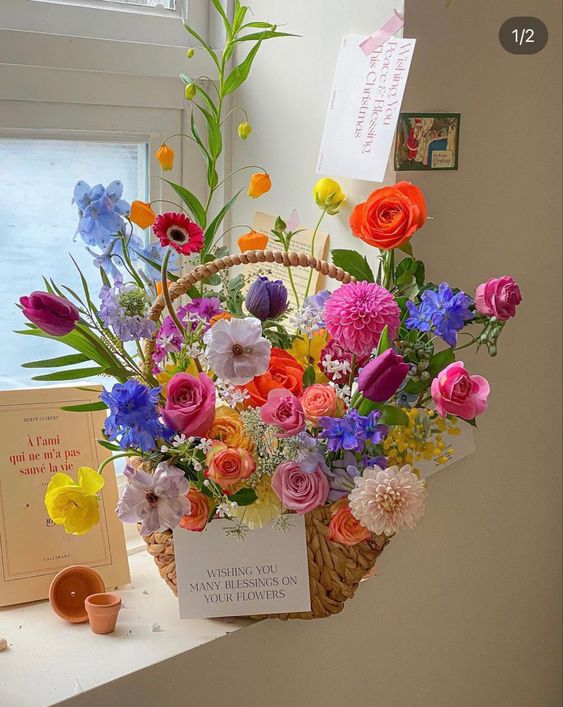 1/2
Wishing you
Peace & Blessing
This Christmas
HERVÉ GUIBERT
À l'ami
qui ne m'a pas
sauvé la vie
GALLIMARD
WISHING YOU
MANY BLESSINGS ON
YOUR FLOWERS